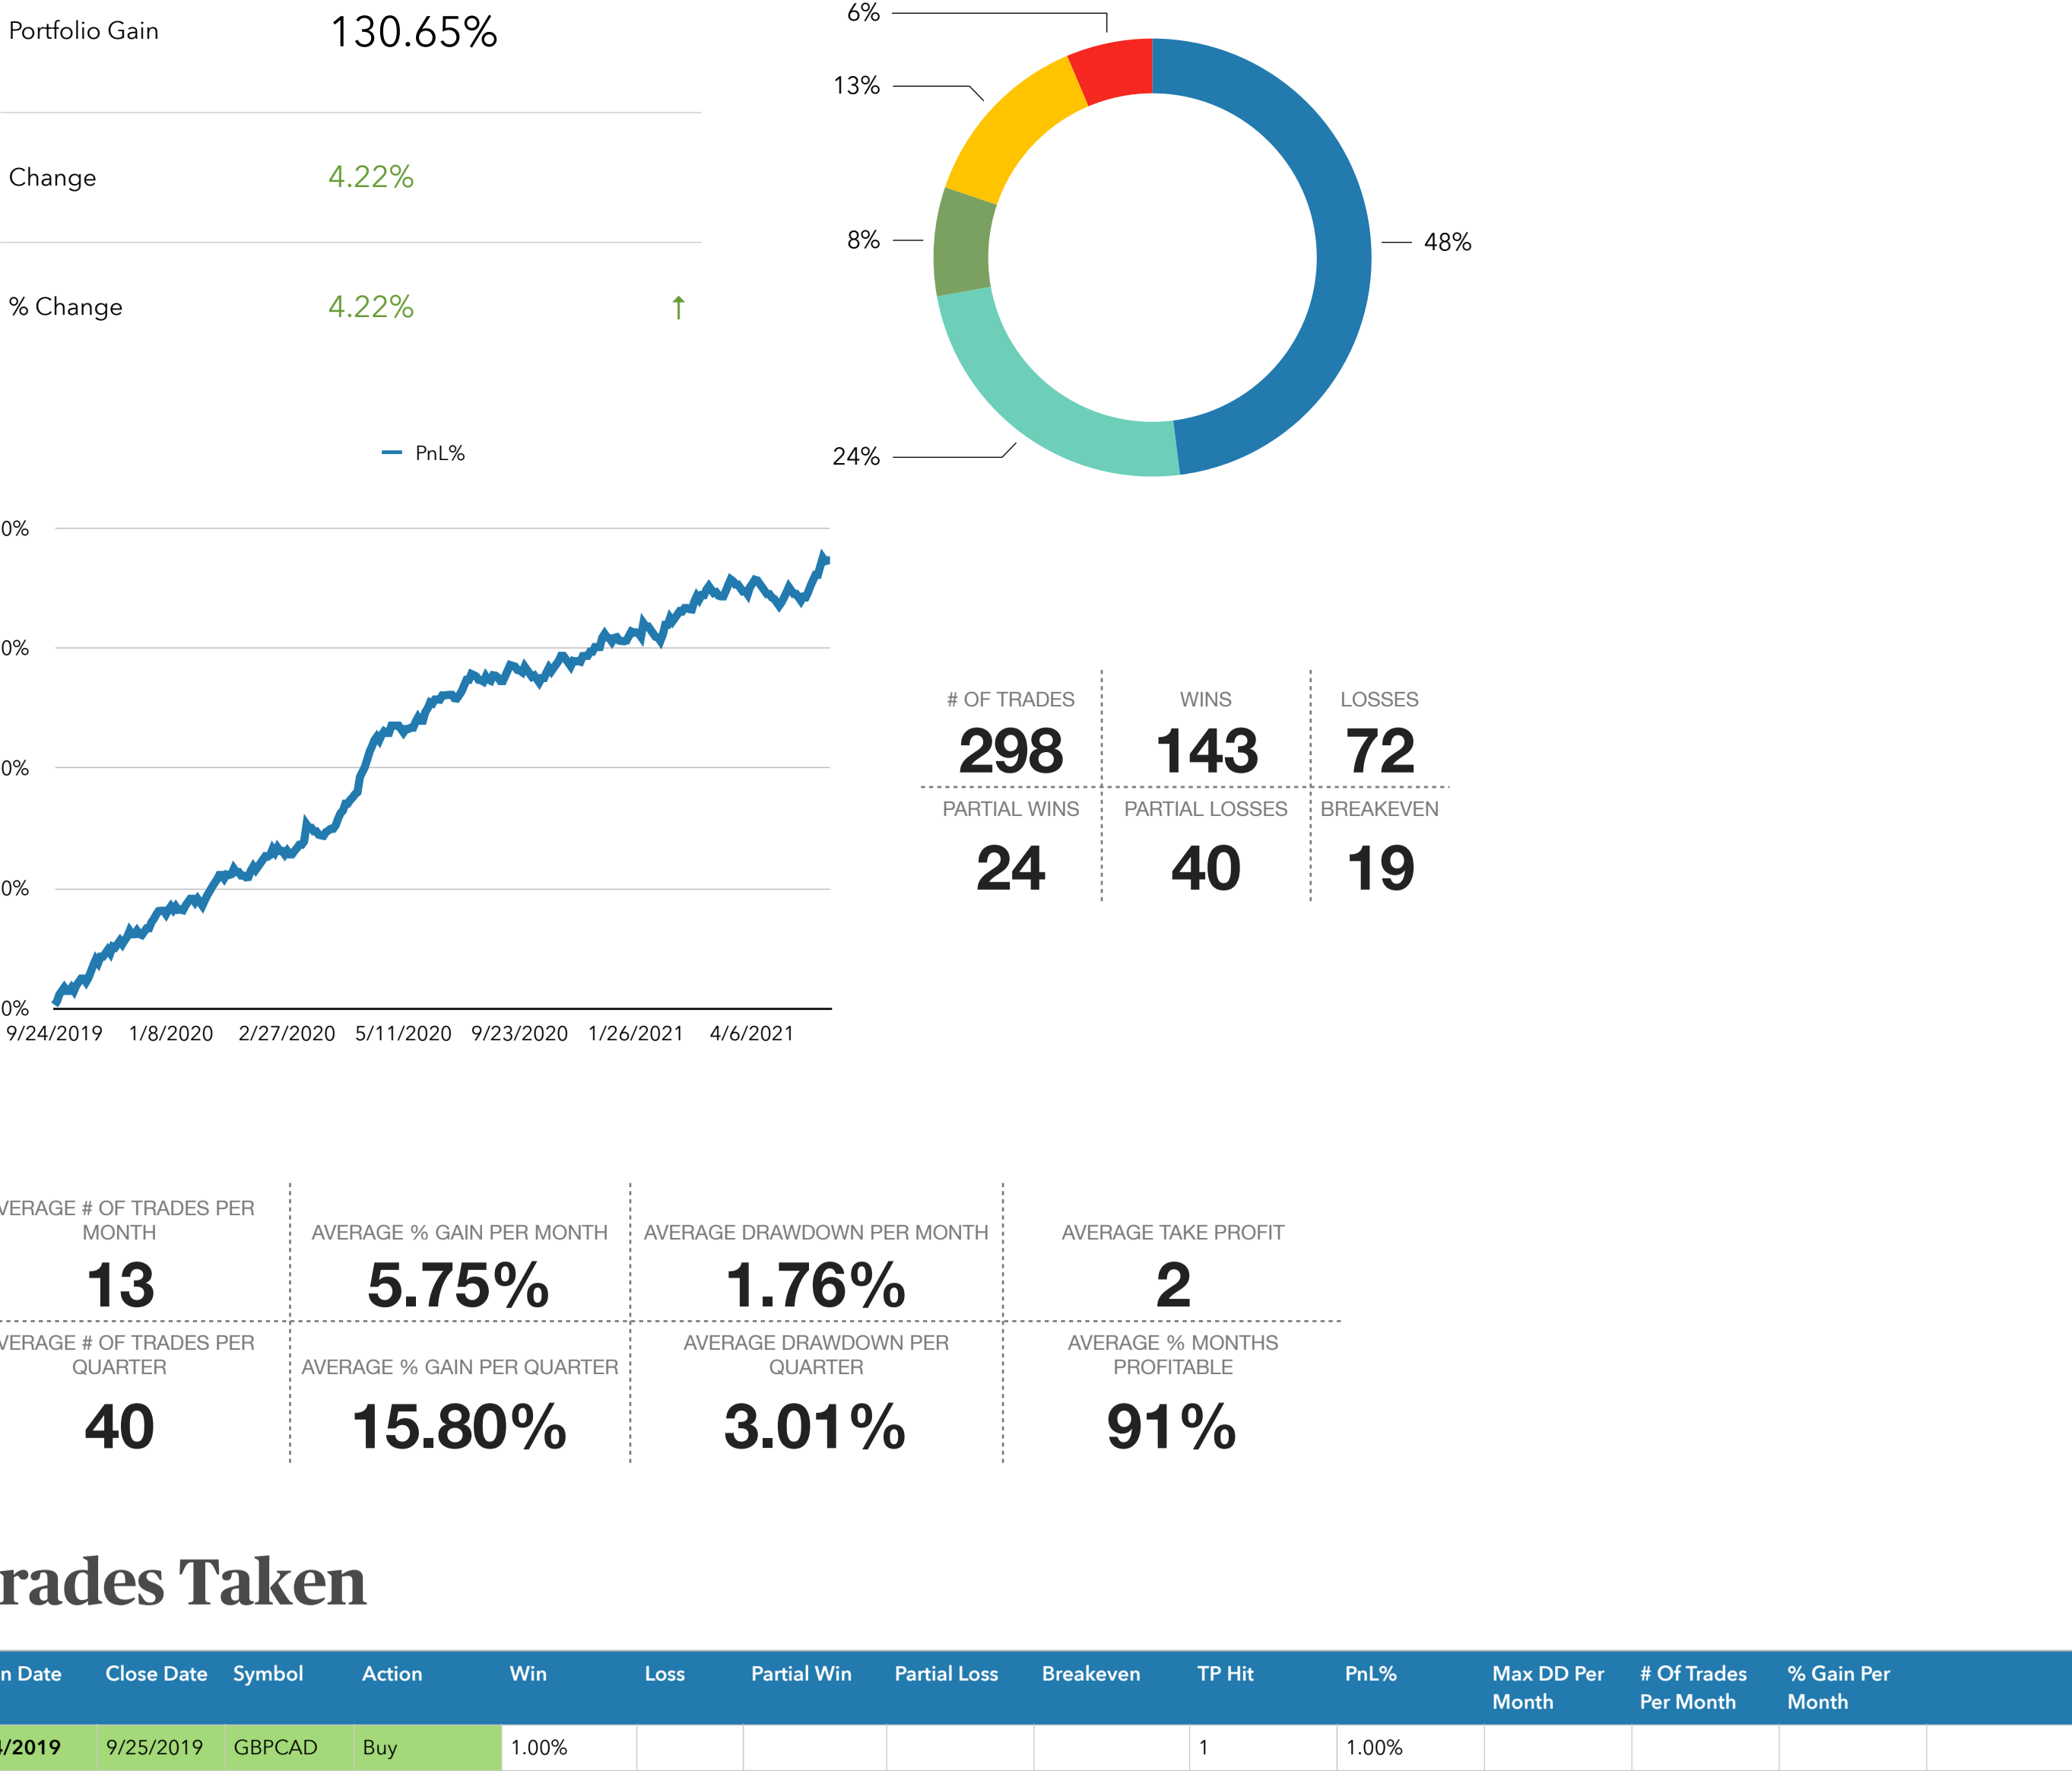 Portfolio Gain 130.65%
Change 4.22%
% Change 4.22% ↑
6%
13%
8%
48%
24%
PnL%
0%
0%
0%
0%
0%
9/24/2019 1/8/2020 2/27/2020 5/11/2020 9/23/2020 1/26/2021 4/6/2021
# OF TRADES WINS LOSSES
298 143 72
PARTIAL WINS PARTIAL LOSSES BREAKEVEN
24 40 19
VERAGE # OF TRADES PER
MONTH
13
AVERAGE % GAIN PER MONTH
5.75%
AVERAGE DRAWDOWN PER MONTH
1.76%
AVERAGE TAKE PROFIT
2
VERAGE # OF TRADES PER
QUARTER
40
AVERAGE % GAIN PER QUARTER
15.80%
AVERAGE DRAWDOWN PER
QUARTER
3.01%
AVERAGE % MONTHS
PROFITABLE
91%
rades Taken
n Date Close Date Symbol Action Win Loss Partial Win Partial Loss Breakeven TP Hit PnL% Max DD Per Month # Of Trades Per Month % Gain Per Month
/2019 9/25/2019 GBPCAD Buy 1.00% 1 1.00%